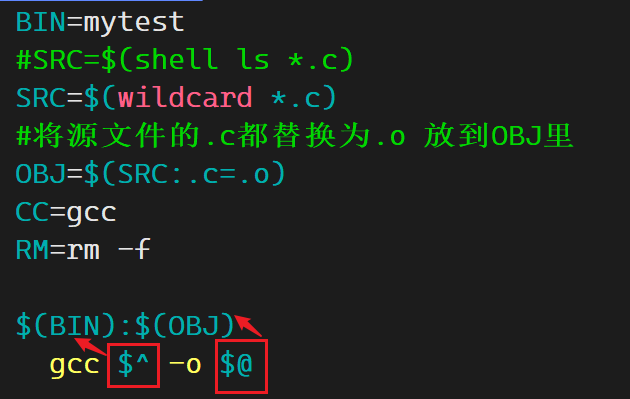 BIN=mytest
#SRC=$(shell ls *.c)
SRC=$(wildcard *.c)
#将源文件的.c都替换为.o 放到OBJ里
OBJ=$(SRC:.c=.o)
CC=gcc
RM=rm -f
$(BIN):$(OBJ)
gcc $^ -o $@